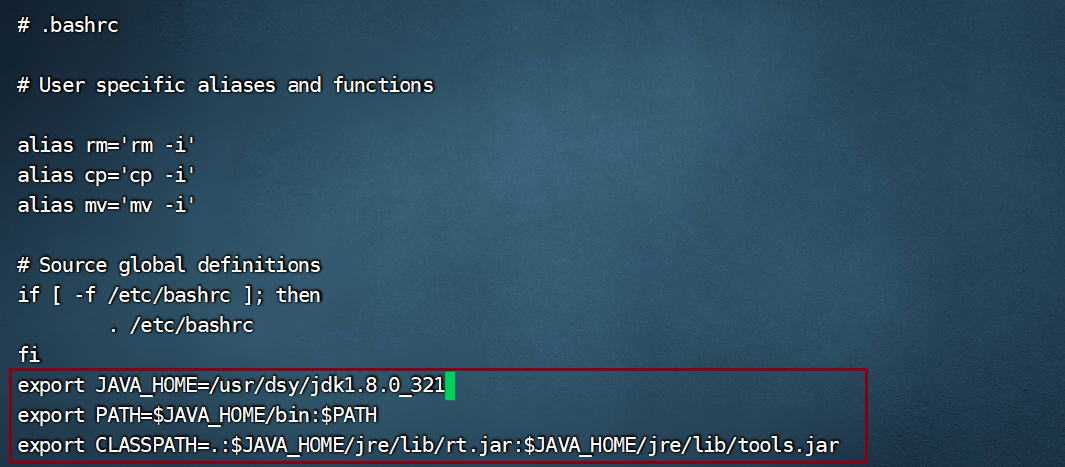 # .bashrc
# User specific aliases and functions
alias rm='rm -i'
alias cp='cp -i'
alias mv='mv -i'
# Source global definitions
if [ -f /etc/bashrc ]; then
        . /etc/bashrc
fi
export JAVA_HOME=/usr/dsy/jdk1.8.0_321
export PATH=$JAVA_HOME/bin:$PATH
export CLASSPATH=.:$JAVA_HOME/jre/lib/rt.jar:$JAVA_HOME/jre/lib/tools.jar